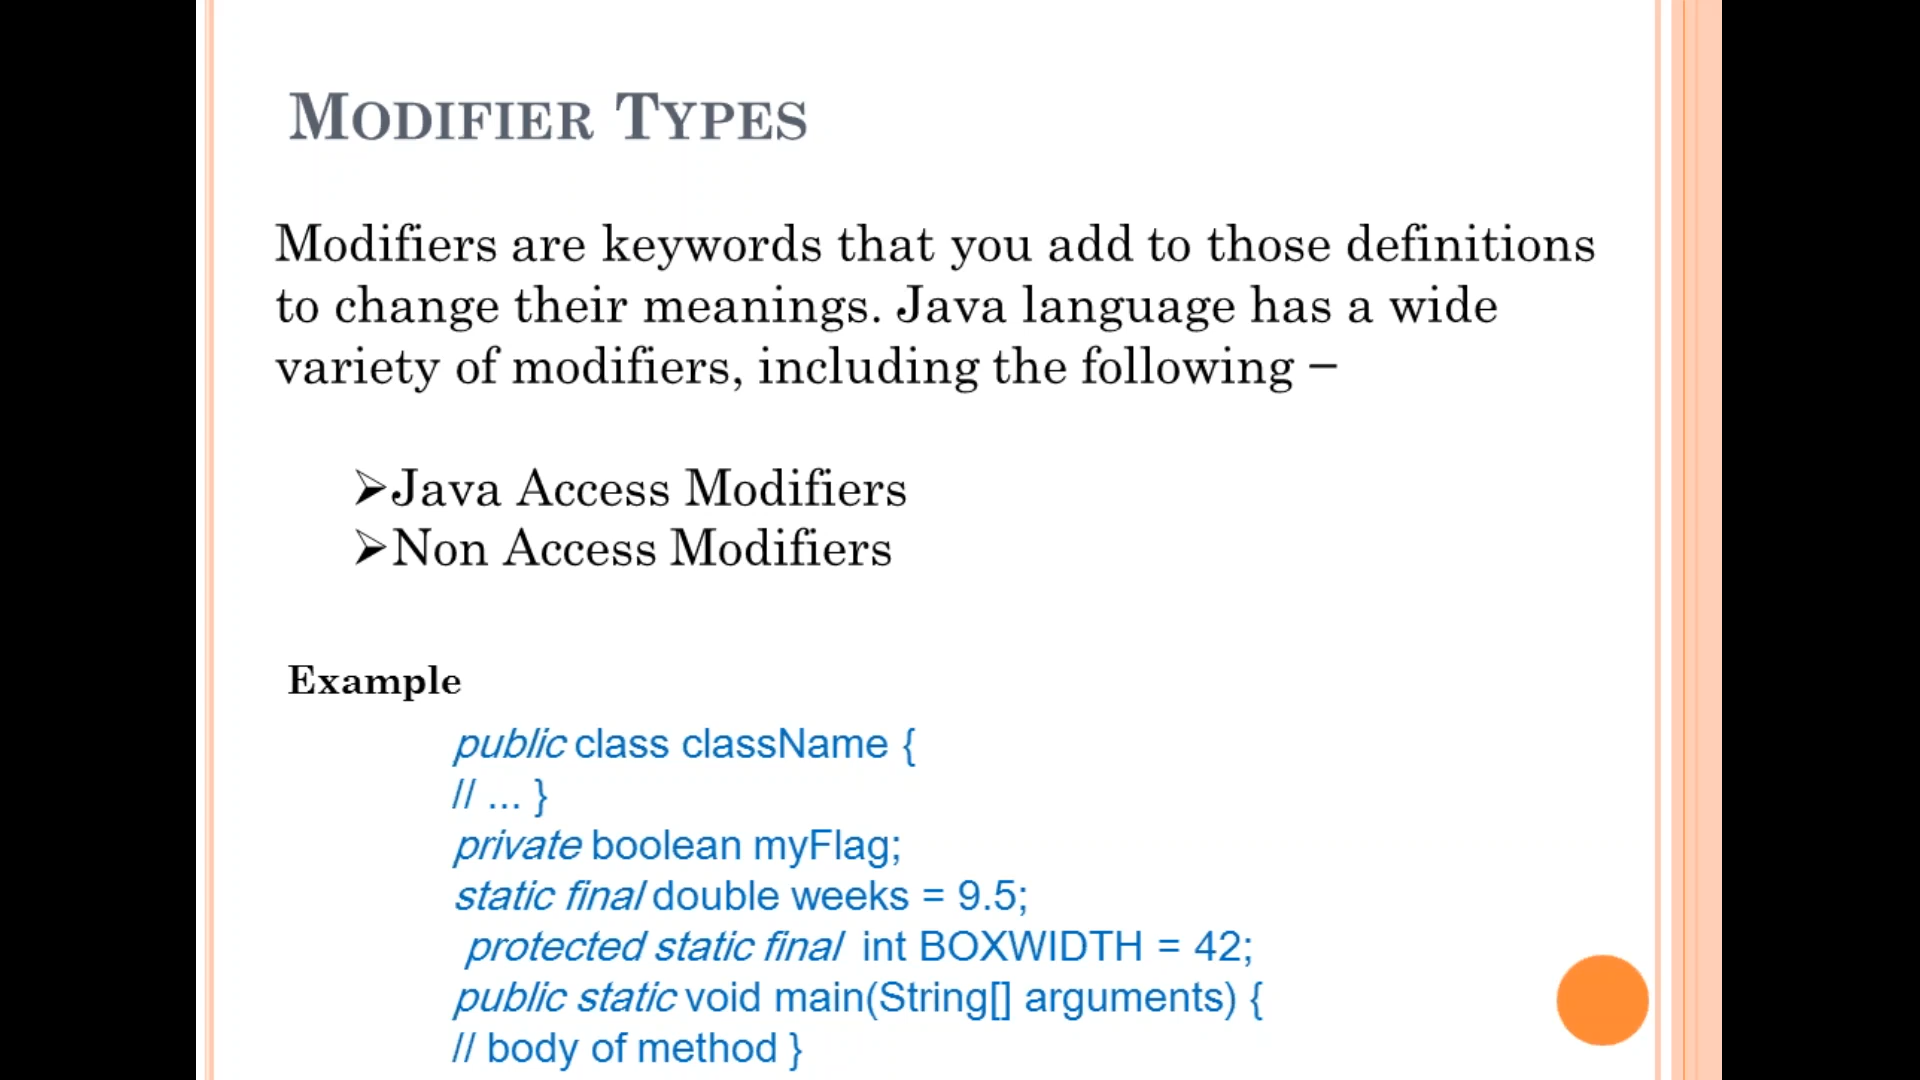 MODIFIER TYPES
Modifiers are keywords that you add to those definitions
to change their meanings. Java language has a wide
variety of modifiers, including the following −
➢Java Access Modifiers
➢Non Access Modifiers
Example
public class className {
// ... }
private boolean myFlag;
static final double weeks = 9.5;
protected static final int BOXWIDTH = 42;
public static void main(String[] arguments) {
// body of method }